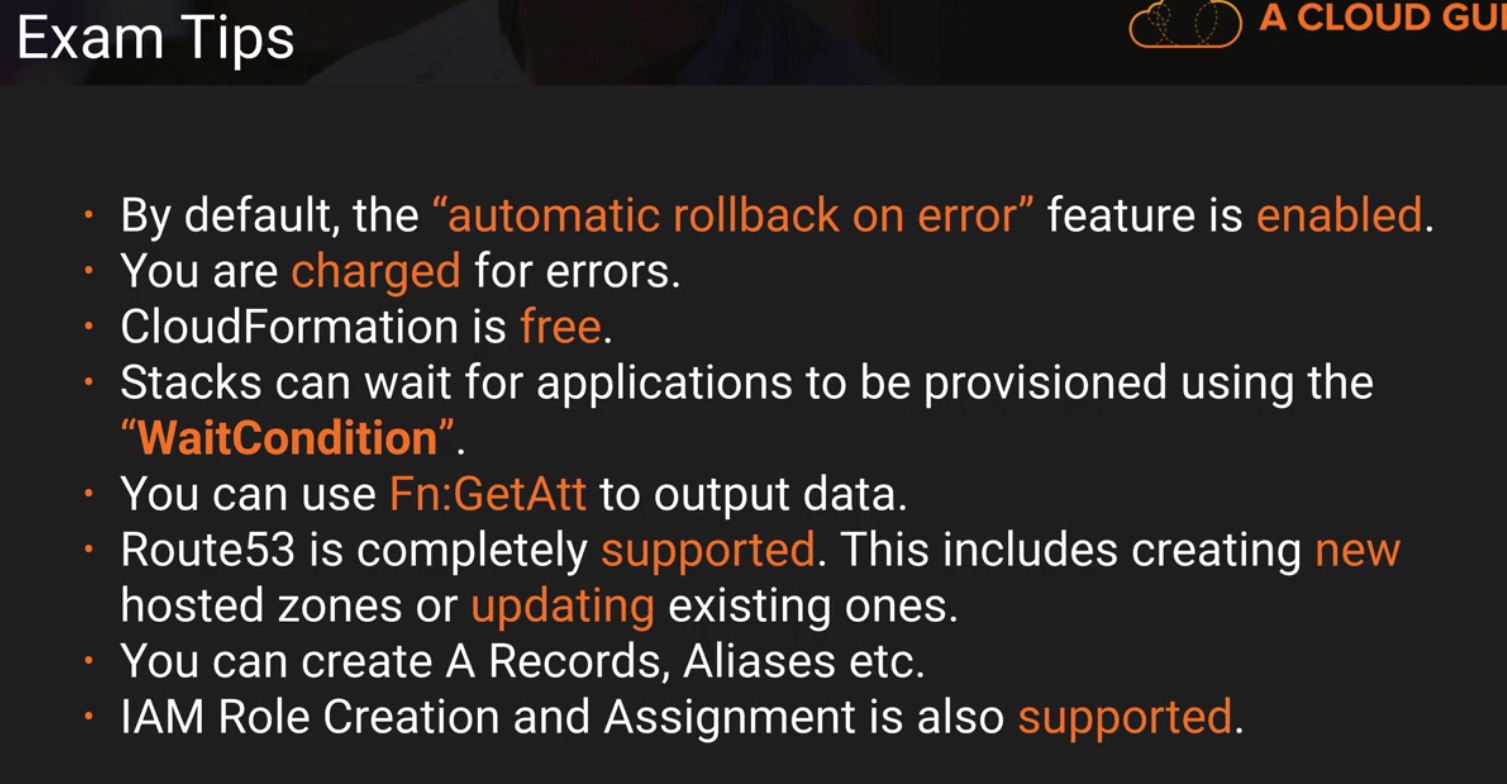 Exam Tips
A CLOUD
• By default, the “automatic rollback on error” feature is enabled.
• You are charged for errors.
• CloudFormation is free.
• Stacks can wait for applications to be provisioned using the
“WaitCondition”.
• You can use Fn:GetAtt to output data.
• Route53 is completely supported. This includes creating new
hosted zones or updating existing ones.
• You can create A Records, Aliases etc.
• IAM Role Creation and Assignment is also supported.